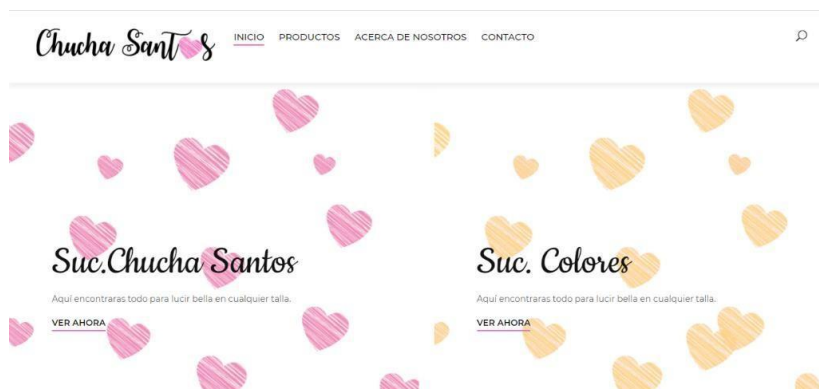 Chucha Santos
INICIO PRODUCTOS ACERCA DE NOSOTROS CONTACTO
Suc.Chucha Santos
Aquí encontraras todo para lucir bella en cualquier talla.
VER AHORA
Suc. Colores
Aquí encontraras todo para lucir bella en cualquier talla.
VER AHORA